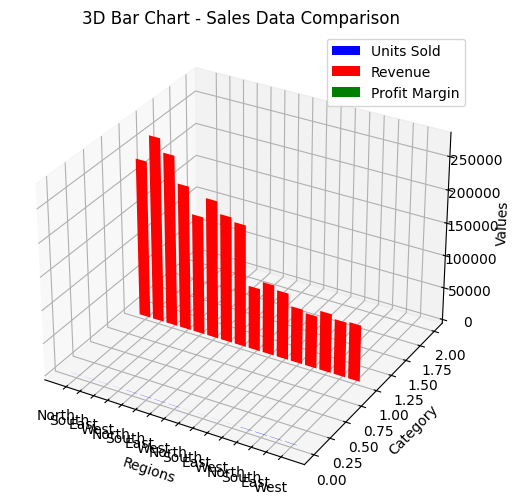 3D Bar Chart - Sales Data Comparison
Units Sold
Revenue
Profit Margin
250000
200000
150000
100000
50000
0
Values
2.00
1.75
1.50
1.25
1.00
0.75
0.50
0.25
0.00
Category
North
South
East
West
North
South
East
West
North
South
East
West
North
South
East
West
Regions